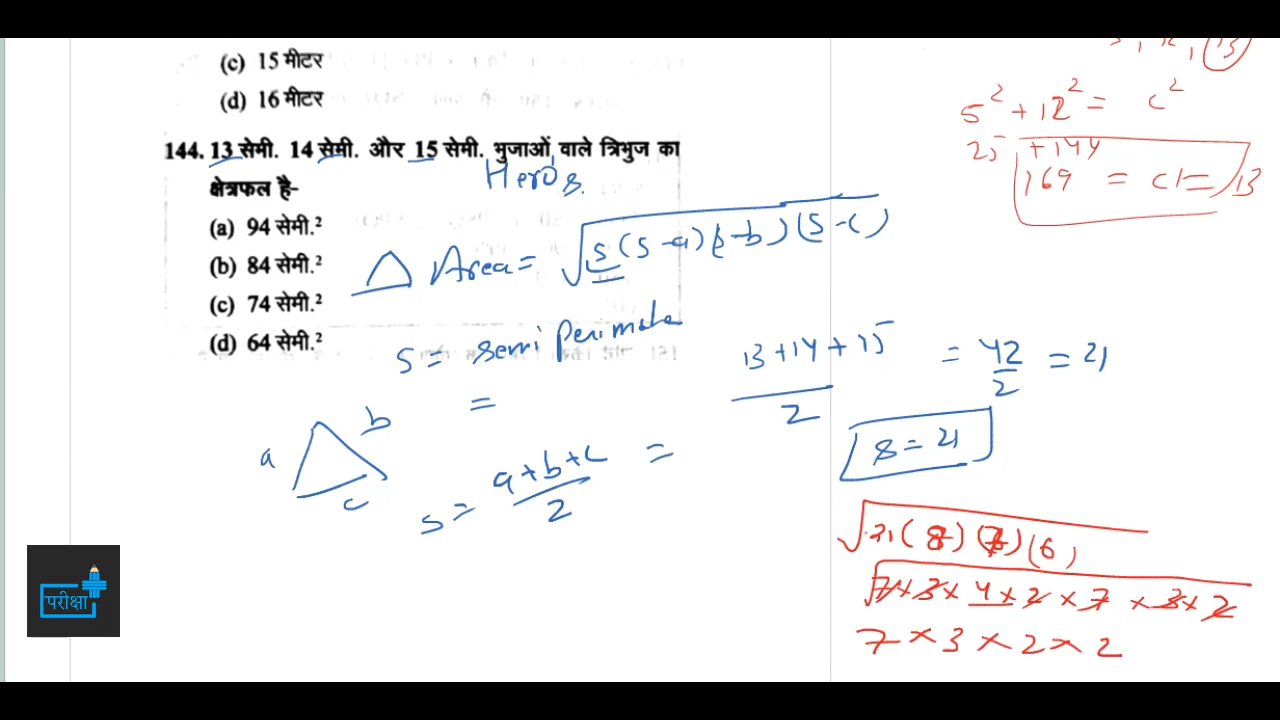 (c) 15 मीटर
(d) 16 मीटर
144. 13 सेमी. 14 सेमी. और 15 सेमी. भुजाओं वाले त्रिभुज का
क्षेत्रफल है-
(a) 94 सेमी.²
(b) 84 सेमी.²
(c) 74 सेमी.²
(d) 64 सेमी.²
Hero's
Δ Area = √s(s-a)(s-b)(s-c)
S = semi perimete
=
13+14+15/2 = 42/2 = 21
a b c
s = a+b+c/2 =
s = 21
5² + 12² = c²
25 + 144
169 = c1 = 13
√21(8)(7)(6)
√7×3×4×2×7×3×2
7×3×2×2
परीक्षा